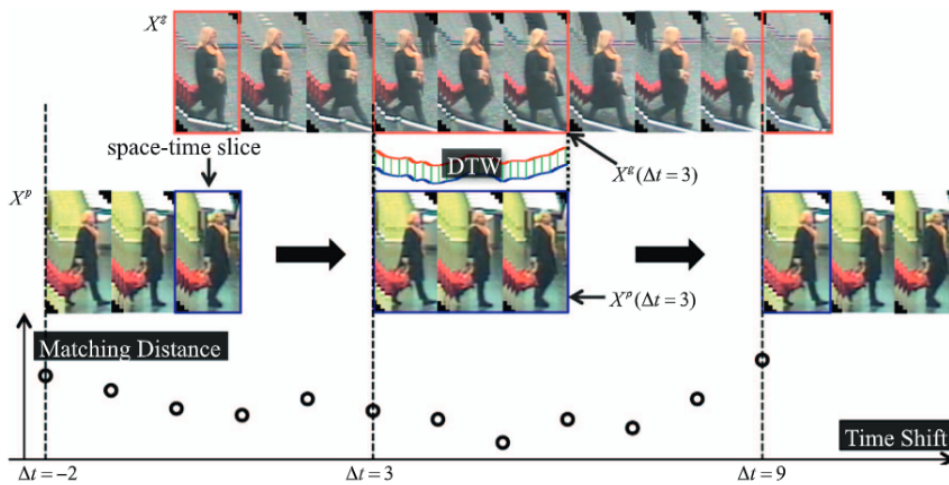 X^g
space-time slice
DTW
X^g(Δt = 3)
X^p
X^p(Δt = 3)
Matching Distance
Time Shift
Δt = -2
Δt = 3
Δt = 9